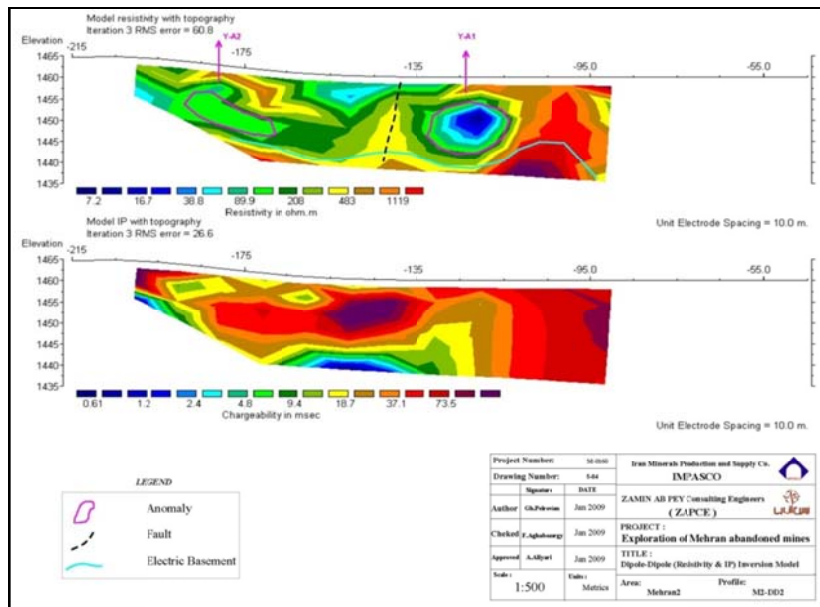 Model resistivity with topography
Iteration 3 RMS error = 60.8
Y-A2
Y-A1
Elevation
-215
-175
-135
-95.0
-55.0
1465
1460
1455
1450
1445
1440
1435
7.2 16.7 38.8 89.9 208 483 1119
Resistivity in ohm.m
Unit Electrode Spacing = 10.0 m.
Model IP with topography
Iteration 3 RMS error = 26.6
Elevation
-215
-175
-135
-95.0
-55.0
1465
1460
1455
1450
1445
1440
1435
0.61 1.2 2.4 4.8 9.4 18.7 37.1 73.5
Chargeability in msec
Unit Electrode Spacing = 10.0 m.
LEGEND
Anomaly
Fault
Electric Basement
Project Number:
Iran Minerals Production and Supply Co.
IMPASCO
Drawing Number:
Signature DATE
ZAMIN AB PEY Consulting Engineers
( ZAPCE )
Author Jan 2009
Cheked Jan 2009
PROJECT :
Exploration of Mehran abandoned mines
Approved A.Allyari Jan 2009
TITLE :
Dipole-Dipole (Reistivity & IP) Inversion Model
Scale : 1:500
Units : Metrics
Area: Mehran2
Profile: M2-DD2